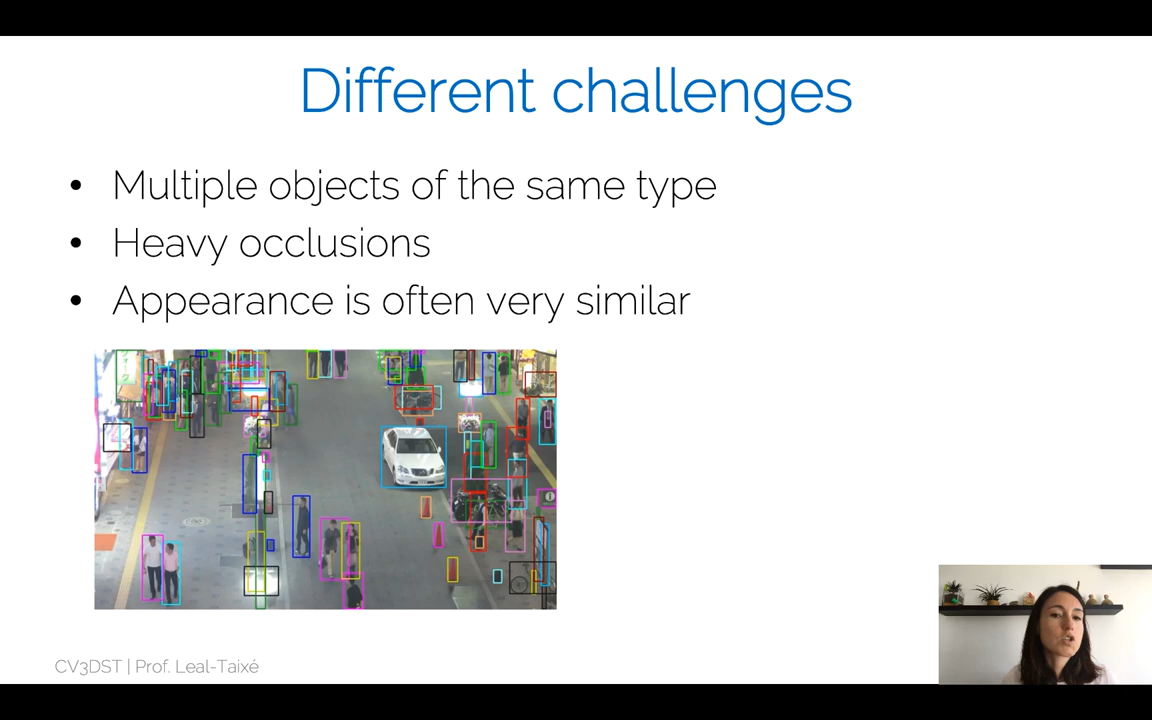 Different challenges
• Multiple objects of the same type
• Heavy occlusions
• Appearance is often very similar
CV3DST | Prof. Leal-Taixé